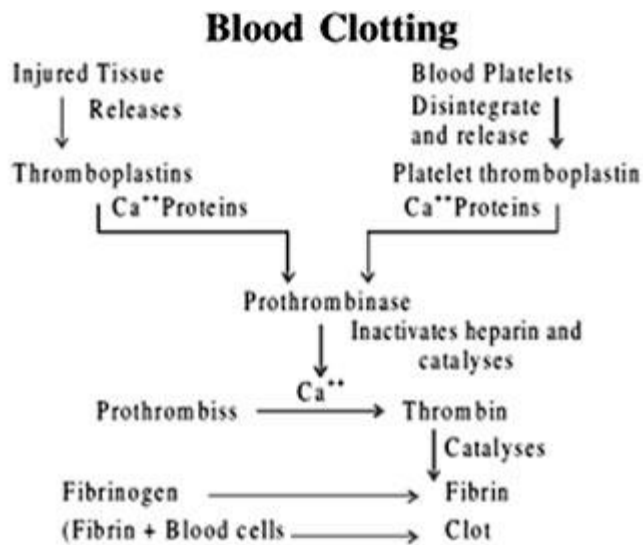 Blood Clotting
Injured Tissue
Releases
Thromboplastins
Ca++Proteins
Blood Platelets
Disintegrate
and release
Platelet thromboplastin
Ca++Proteins
Prothrombinase
Inactivates heparin and
catalyses
Ca++
Prothrombiss
Thrombin
Catalyses
Fibrinogen
Fibrin
(Fibrin + Blood cells
Clot